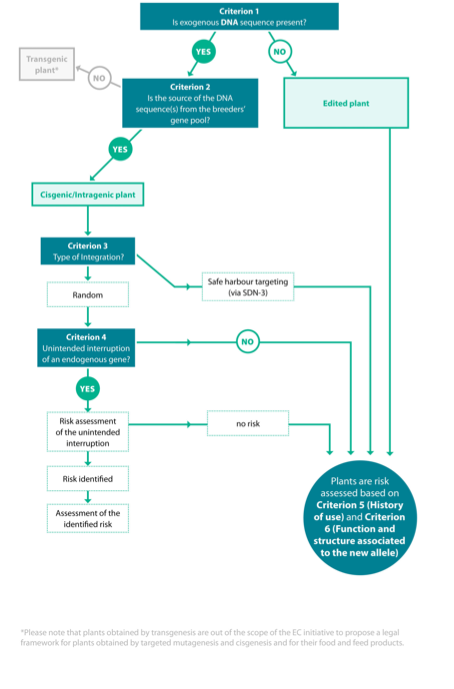 Criterion 1
Is exogenous DNA sequence present?
YES
NO
Transgenic
plant*
NO
Criterion 2
Is the source of the DNA
sequence(s) from the breeders'
gene pool?
Edited plant
YES
Cisgenic/Intragenic plant
Criterion 3
Type of Integration?
Safe harbour targeting
(via SDN-3)
Random
Criterion 4
Unintended interruption
of an endogenous gene?
NO
YES
Risk assessment
of the unintended
interruption
no risk
Risk identified
Assessment of the
identified risk
Plants are risk
assessed based on
Criterion 5 (History
of use) and Criterion
6 (Function and
structure associated
to the new allele)
*Please note that plants obtained by transgenesis are out of the scope of the EC initiative to propose a legal
framework for plants obtained by targeted mutagenesis and cisgenesis and for their food and feed products.